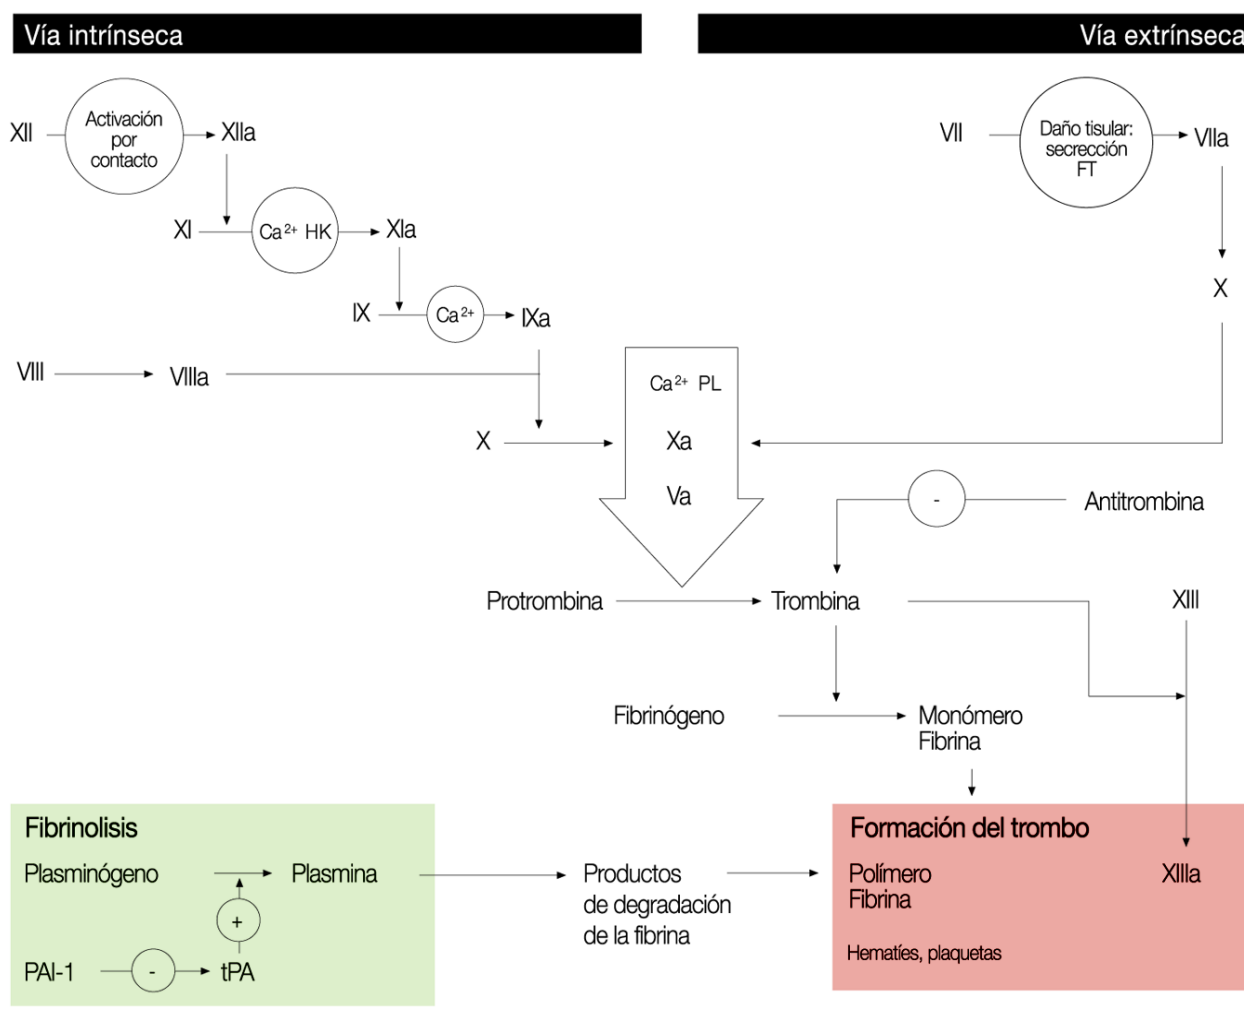 Vía intrínseca
Vía extrínseca
XII
Activación
por
contacto
XIIa
VII
Daño tisular:
secrección
FT
VIIa
XI
Ca²⁺ HK
XIa
IX
Ca²⁺
IXa
X
VIII
VIIIa
Ca²⁺ PL
X
Xa
Va
-
Antitrombina
Protrombina
Trombina
XIII
Fibrinógeno
Monómero
Fibrina
Fibrinolisis
Plasminógeno
Plasmina
+
PAI-1
-
tPA
Productos
de degradación
de la fibrina
Formación del trombo
Polímero
Fibrina
XIIIa
Hematíes, plaquetas